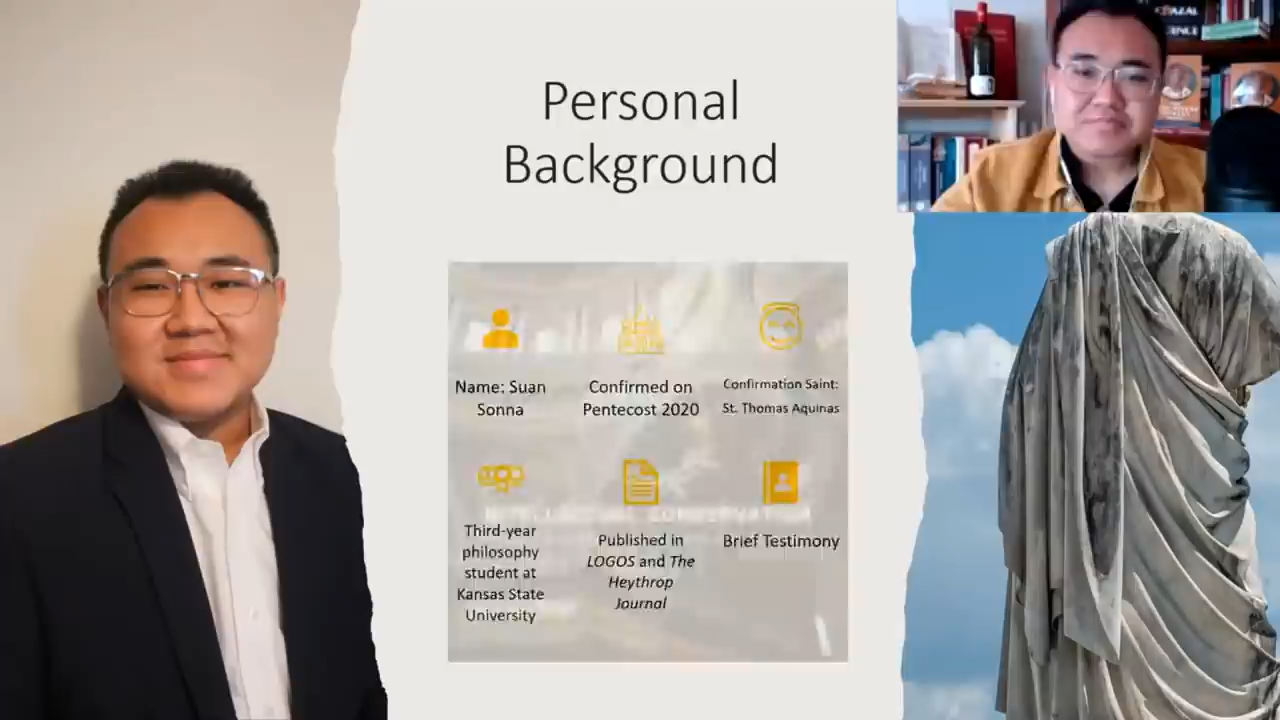 Personal
Background
Name: Suan
Sonna
Confirmed on
Pentecost 2020
Confirmation Saint:
St. Thomas Aquinas
Third-year
philosophy
student at
Kansas State
University
Published in
LOGOS and The
Heythrop
Journal
Brief Testimony